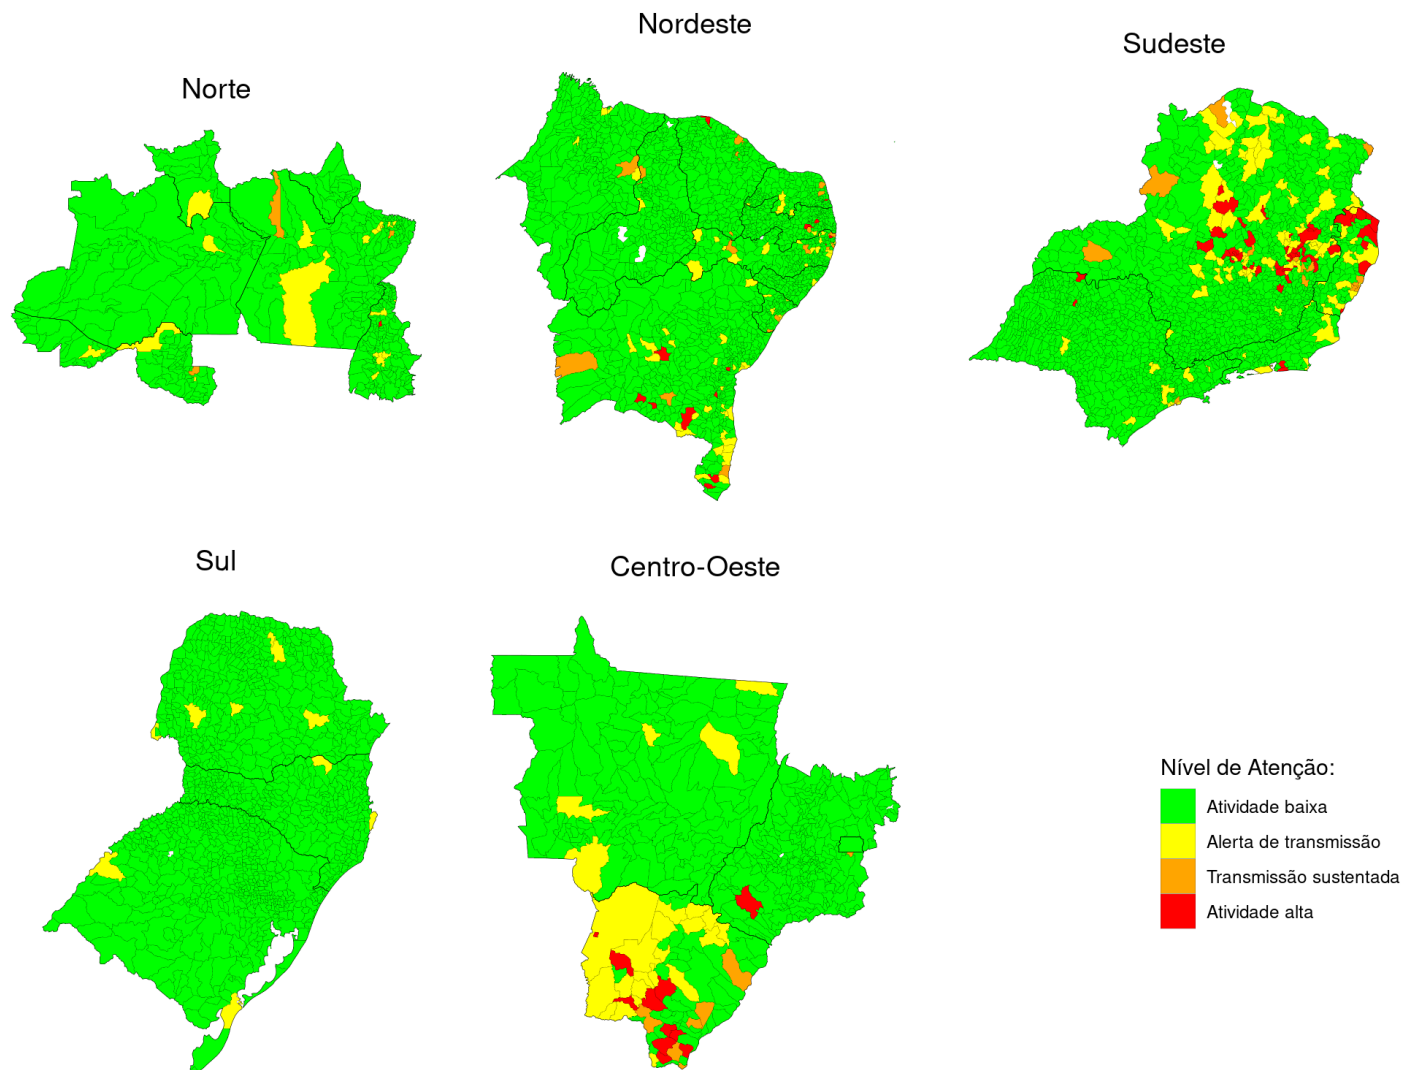 Nordeste
Sudeste
Norte
Sul
Centro-Oeste
Nível de Atenção:
Atividade baixa
Alerta de transmissão
Transmissão sustentada
Atividade alta